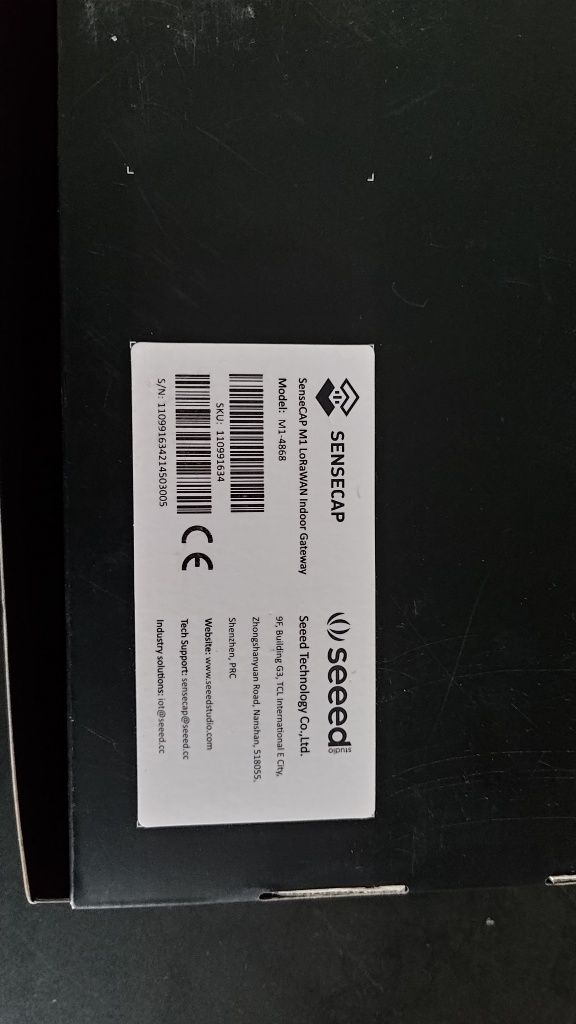 SENSECAP
SenseCAP M1 LoRaWAN Indoor Gateway
Model: M1-4868
SKU: 110991634
S/N: 110991634214503005
CE
seeed studio
Seeed Technology Co.,Ltd.
9F, Building G3, TCL International E City,
Zhongshanyuan Road, Nanshan, 518055.
Shenzhen, PRC
Website: www.seeedstudio.com
Tech Support: sensecap@seeed.cc
Industry solutions: iot@seeed.cc